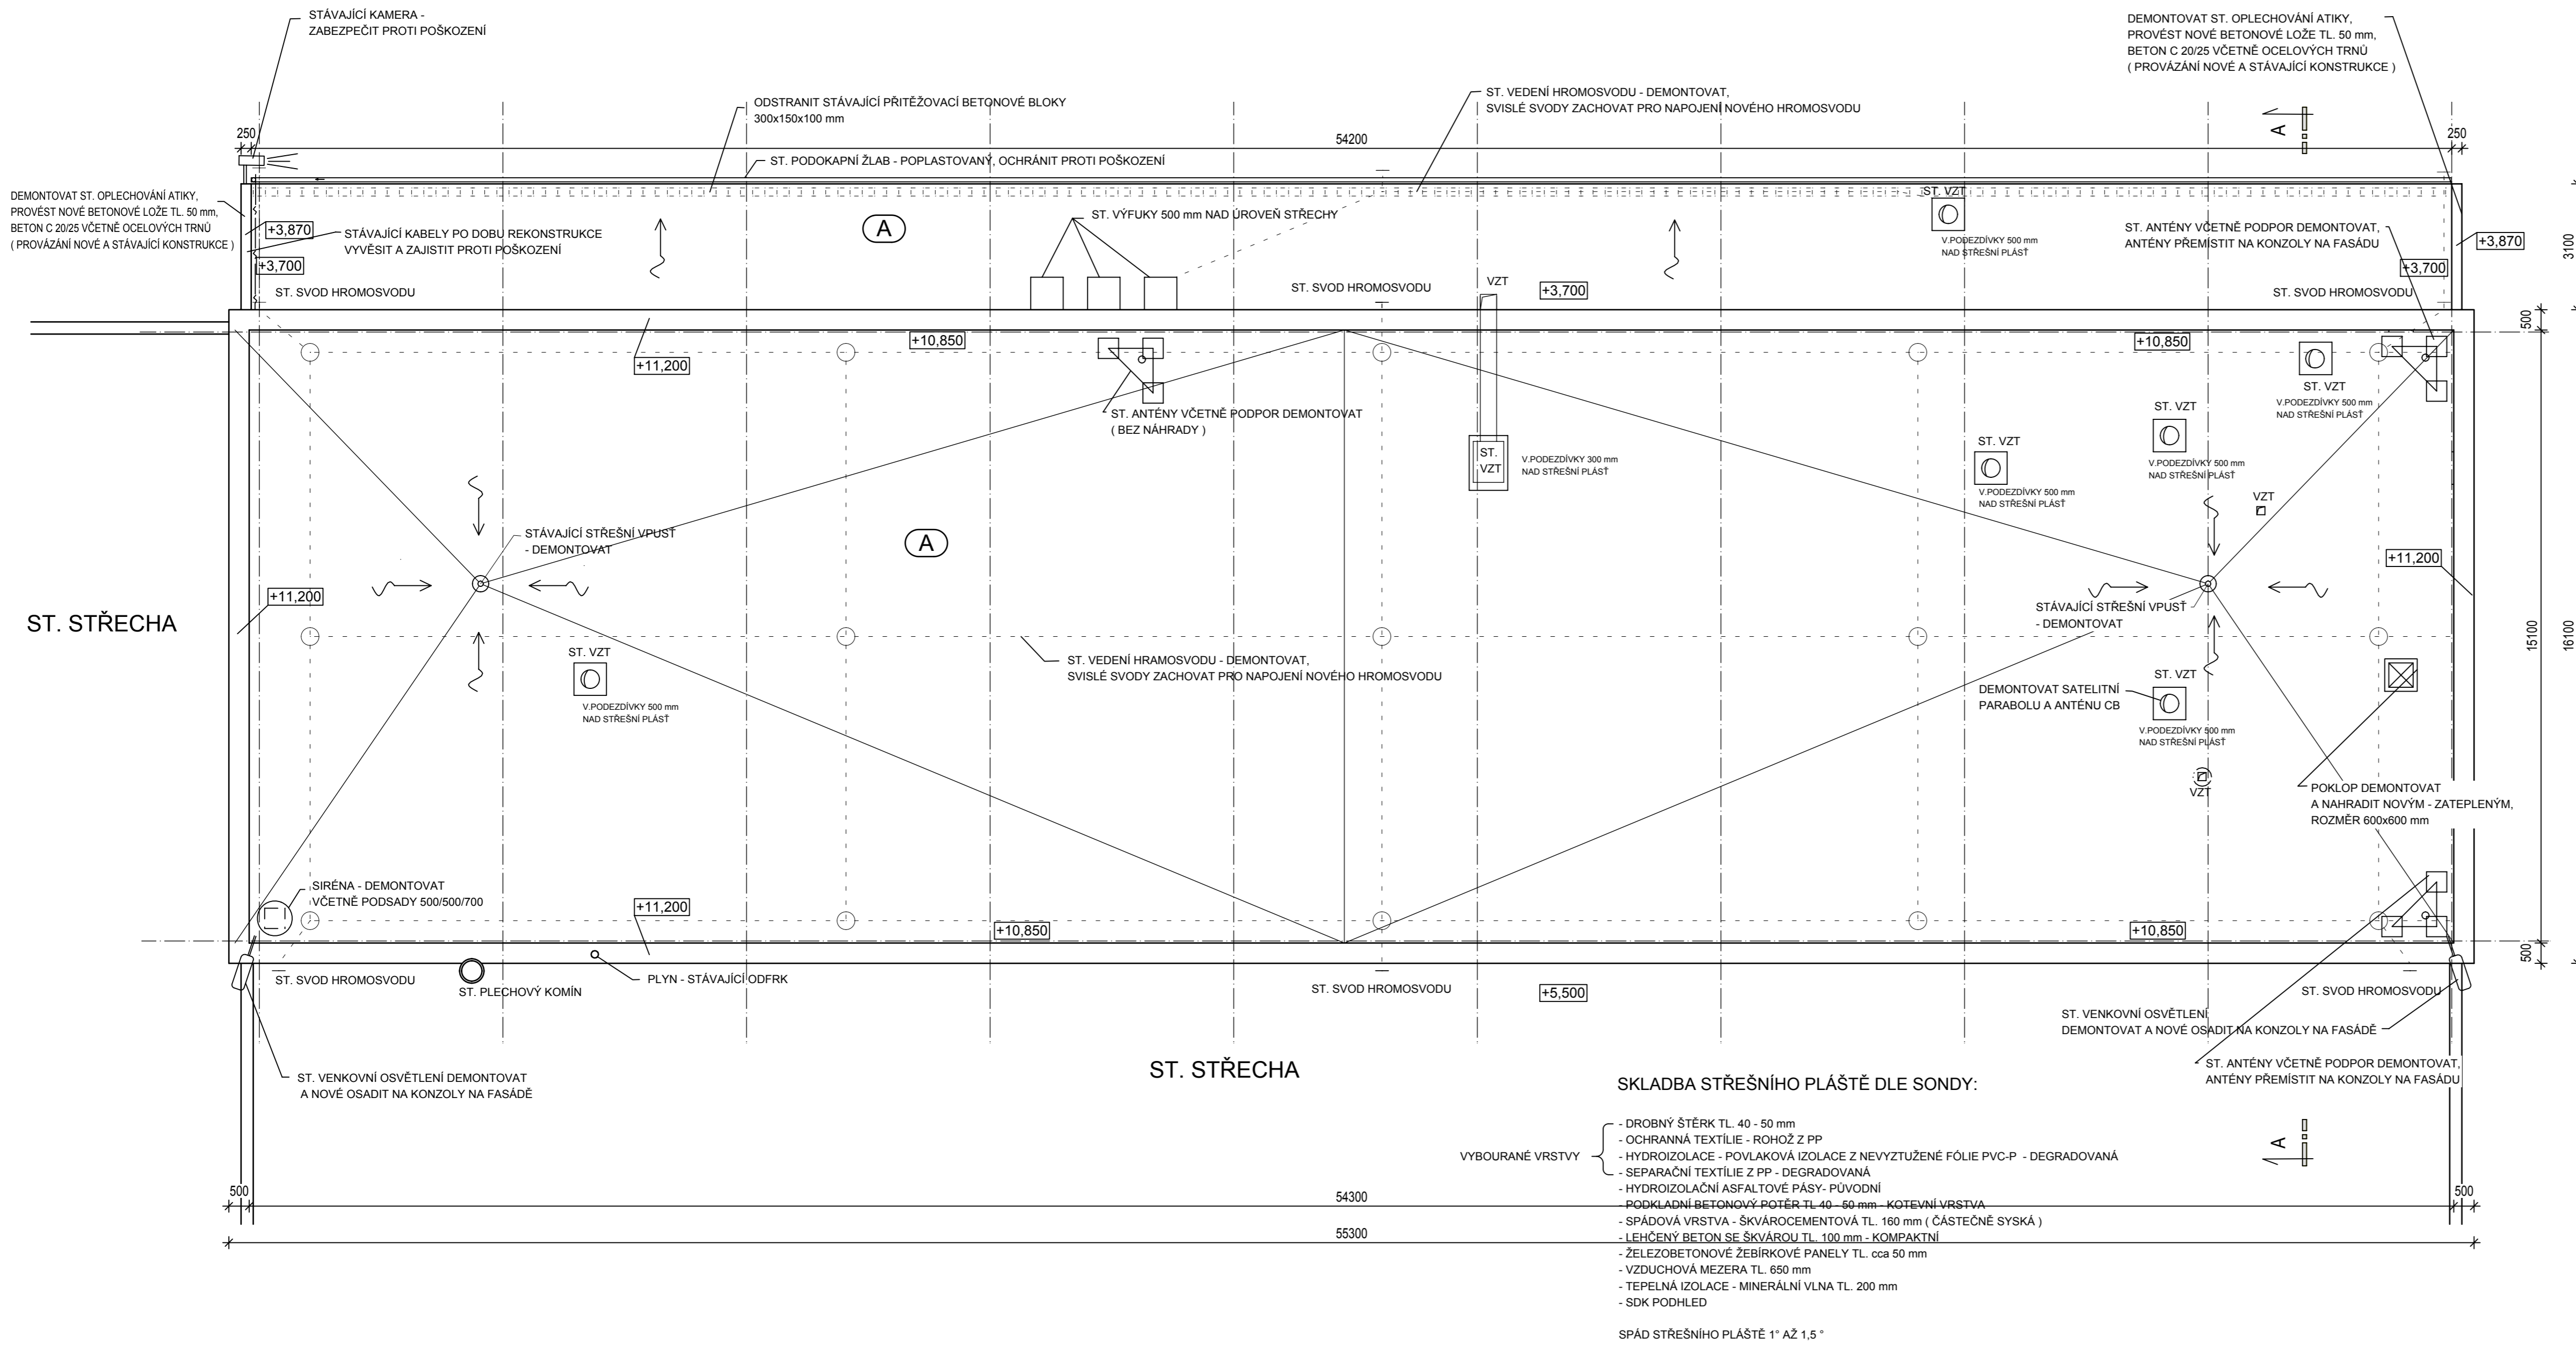 STÁVAJÍCÍ KAMERA -
ZABEZPEČIT PROTI POŠKOZENÍ
DEMONTOVAT ST. OPLECHOVÁNÍ ATIKY,
PROVÉST NOVÉ BETONOVÉ LOŽE TL. 50 mm,
BETON C 20/25 VČETNĚ OCELOVÝCH TRNŮ
( PROVÁZÁNÍ NOVÉ A STÁVAJÍCÍ KONSTRUKCE )
ODSTRANIT STÁVAJÍCÍ PŘITĚŽOVACÍ BETONOVÉ BLOKY
300x150x100 mm
ST. VEDENÍ HROMOSVODU - DEMONTOVAT,
SVISLÉ SVODY ZACHOVAT PRO NAPOJENÍ NOVÉHO HROMOSVODU
A
250
54200
250
ST. PODOKAPNÍ ŽLAB - POPLASTOVANÝ, OCHRÁNIT PROTI POŠKOZENÍ
DEMONTOVAT ST. OPLECHOVÁNÍ ATIKY,
PROVÉST NOVÉ BETONOVÉ LOŽE TL. 50 mm,
BETON C 20/25 VČETNĚ OCELOVÝCH TRNŮ
( PROVÁZÁNÍ NOVÉ A STÁVAJÍCÍ KONSTRUKCE )
+3,870
STÁVAJÍCÍ KABELY PO DOBU REKONSTRUKCE
VYVĚSIT A ZAJISTIT PROTI POŠKOZENÍ
+3,700
ST. SVOD HROMOSVODU
A
ST. VÝFUKY 500 mm NAD ÚROVEŇ STŘECHY
ST. VZT
V.PODEZDÍVKY 500 mm
NAD STŘEŠNÍ PLÁSŤ
ST. ANTÉNY VČETNĚ PODPOR DEMONTOVAT,
ANTÉNY PŘEMÍSTIT NA KONZOLY NA FASÁDU
+3,870
3100
+3,700
ST. SVOD HROMOSVODU
VZT
+3,700
ST. SVOD HROMOSVODU
500
+10,850
+11,200
+10,850
ST. VZT
V.PODEZDÍVKY 500 mm
NAD STŘEŠNÍ PLÁSŤ
ST. ANTÉNY VČETNĚ PODPOR DEMONTOVAT
( BEZ NÁHRADY )
ST. VZT
V.PODEZDÍVKY 500 mm
NAD STŘEŠNÍ PLÁSŤ
ST.
VZT
V.PODEZDÍVKY 300 mm
NAD STŘEŠNÍ PLÁSŤ
ST. VZT
V.PODEZDÍVKY 500 mm
NAD STŘEŠNÍ PLÁSŤ
VZT
STÁVAJÍCÍ STŘEŠNÍ VPUSŤ
- DEMONTOVAT
A
+11,200
+11,200
ST. STŘECHA
STÁVAJÍCÍ STŘEŠNÍ VPUSŤ
- DEMONTOVAT
15100
16100
ST. VZT
V.PODEZDÍVKY 500 mm
NAD STŘEŠNÍ PLÁSŤ
ST. VEDENÍ HRAMOSVODU - DEMONTOVAT,
SVISLÉ SVODY ZACHOVAT PRO NAPOJENÍ NOVÉHO HROMOSVODU
ST. VZT
DEMONTOVAT SATELITNÍ
PARABOLU A ANTÉNU CB
V.PODEZDÍVKY 500 mm
NAD STŘEŠNÍ PLÁSŤ
VZT
POKLOP DEMONTOVAT
A NAHRADIT NOVÝM - ZATEPLENÝM,
ROZMĚR 600x600 mm
SIRÉNA - DEMONTOVAT
VČETNĚ PODSADY 500/500/700
+11,200
+10,850
+10,850
500
ST. SVOD HROMOSVODU
ST. PLECHOVÝ KOMÍN
PLYN - STÁVAJÍCÍ ODFRK
ST. SVOD HROMOSVODU
+5,500
ST. SVOD HROMOSVODU
ST. VENKOVNÍ OSVĚTLENÍ
DEMONTOVAT A NOVÉ OSADIT NA KONZOLY NA FASÁDĚ
ST. VENKOVNÍ OSVĚTLENÍ DEMONTOVAT
A NOVÉ OSADIT NA KONZOLY NA FASÁDĚ
ST. STŘECHA
ST. ANTÉNY VČETNĚ PODPOR DEMONTOVAT,
ANTÉNY PŘEMÍSTIT NA KONZOLY NA FASÁDU
SKLADBA STŘEŠNÍHO PLÁŠTĚ DLE SONDY:
VYBOURANÉ VRSTVY
- DROBNÝ ŠTĚRK TL. 40 - 50 mm
- OCHRANNÁ TEXTÍLIE - ROHOŽ Z PP
- HYDROIZOLACE - POVLAKOVÁ IZOLACE Z NEVYZTUŽENÉ FÓLIE PVC-P - DEGRADOVANÁ
- SEPARAČNÍ TEXTÍLIE Z PP - DEGRADOVANÁ
- HYDROIZOLAČNÍ ASFALTOVÉ PÁSY- PŮVODNÍ
- PODKLADNÍ BETONOVÝ POTĚR TL 40 - 50 mm - KOTEVNÍ VRSTVA
- SPÁDOVÁ VRSTVA - ŠKVÁROCEMENTOVÁ TL. 160 mm ( ČÁSTEČNĚ SYSKÁ )
- LEHČENÝ BETON SE ŠKVÁROU TL. 100 mm - KOMPAKTNÍ
- ŽELEZOBETONOVÉ ŽEBÍRKOVÉ PANELY TL. cca 50 mm
- VZDUCHOVÁ MEZERA TL. 650 mm
- TEPELNÁ IZOLACE - MINERÁLNÍ VLNA TL. 200 mm
- SDK PODHLED
SPÁD STŘEŠNÍHO PLÁŠTĚ 1° AŽ 1,5 °
A
500
54300
500
55300